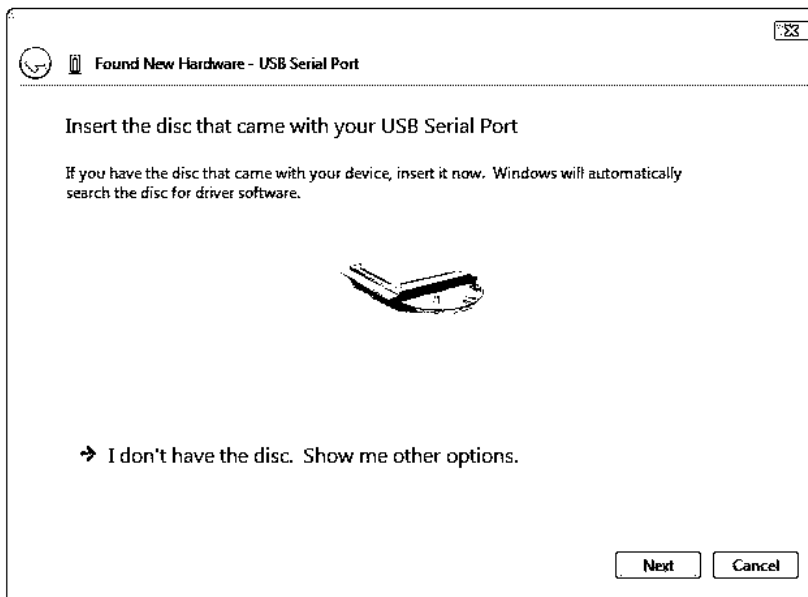 Found New Hardware - USB Serial Port
Insert the disc that came with your USB Serial Port
If you have the disc that came with your device, insert it now. Windows will automatically
search the disc for driver software.
I don't have the disc. Show me other options.
Next Cancel